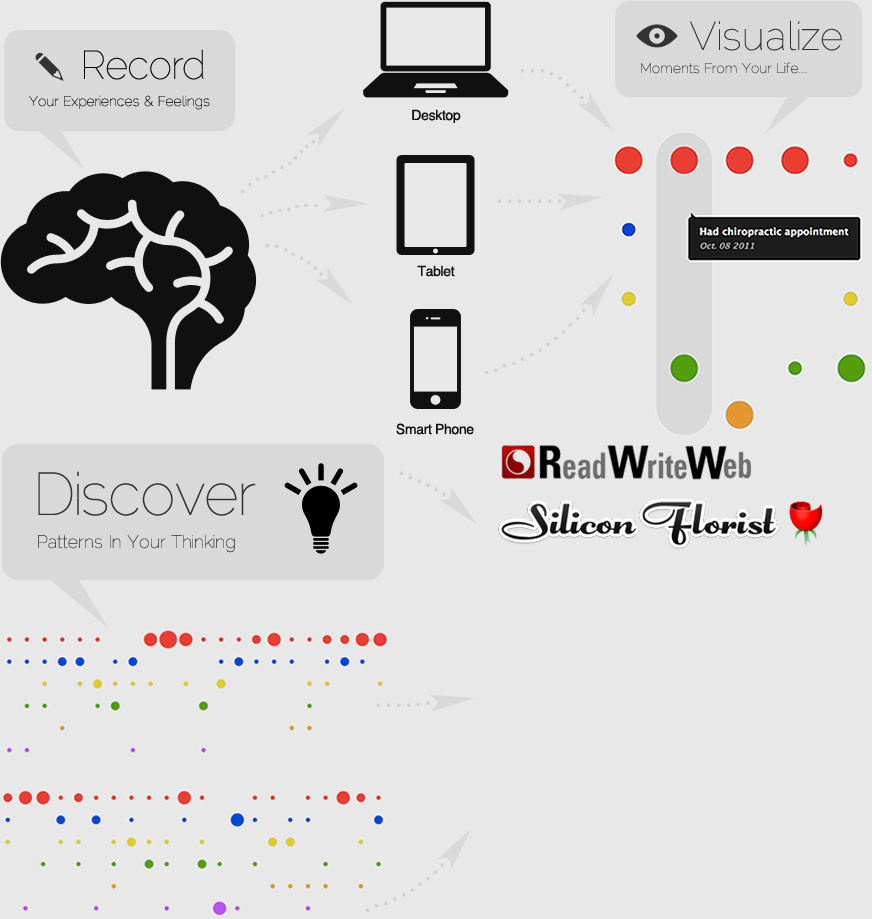 Record
Your Experiences & Feelings
Desktop
Visualize
Moments From Your Life....
Had chiropractic appointment
Oct. 08 2011
Tablet
Smart Phone
Discover
Patterns In Your Thinking
ReadWriteWeb
Silicon Florist